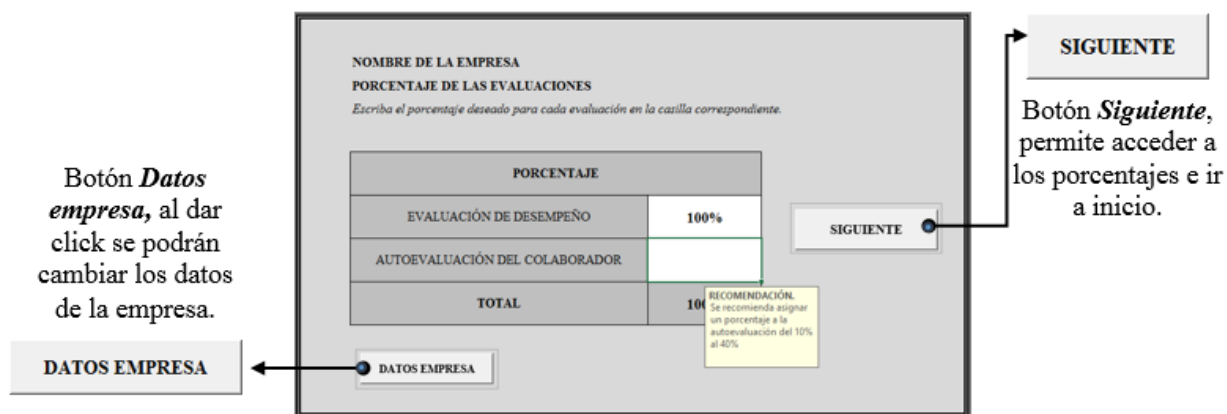 NOMBRE DE LA EMPRESA
PORCENTAJE DE LAS EVALUACIONES
Escriba el porcentaje deseado para cada evaluación en la casilla correspondiente.
PORCENTAJE
EVALUACIÓN DE DESEMPEÑO 100%
AUTOEVALUACIÓN DEL COLABORADOR
TOTAL 10
RECOMENDACIÓN.
Se recomienda asignar
un porcentaje a la
autoevaluación del 10%
al 40%
SIGUIENTE
DATOS EMPRESA
Botón Datos
empresa, al dar
click se podrán
cambiar los datos
de la empresa.
DATOS EMPRESA
SIGUIENTE
Botón Siguiente,
permite acceder a
los porcentajes e ir
a inicio.